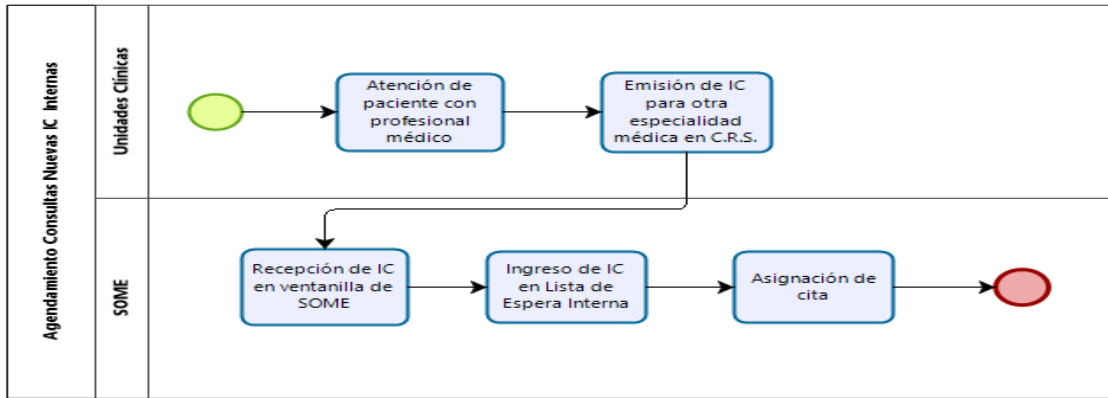 Agendamiento Consultas Nuevas IC Internas
Unidades Clínicas
Atención de
paciente con
profesional
médico
Emisión de IC
para otra
especialidad
médica en C.R.S.
SOME
Recepción de IC
en ventanilla de
SOME
Ingreso de IC
en Lista de
Espera Interna
Asignación de
cita